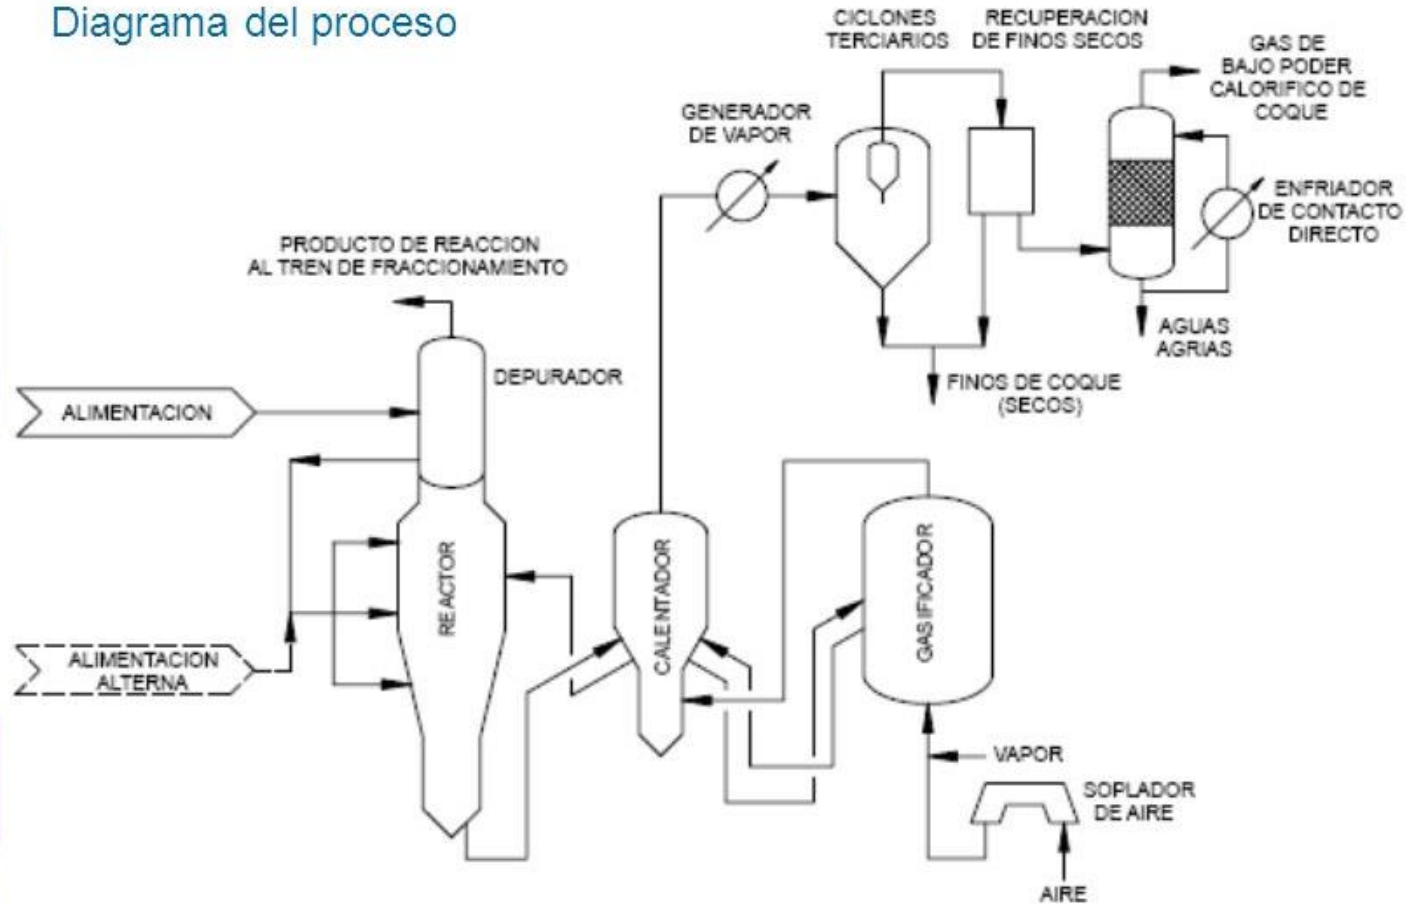 Diagrama del proceso
CICLONES
TERCIARIOS
RECUPERACION
DE FINOS SECOS
GAS DE
BAJO PODER
CALORIFICO DE
COQUE
GENERADOR
DE VAPOR
ENFRIADOR
DE CONTACTO
DIRECTO
PRODUCTO DE REACCION
AL TREN DE FRACCIONAMIENTO
AGUAS
AGRIAS
DEPURADOR
FINOS DE COQUE
(SECOS)
ALIMENTACION
REACTOR
CALENTADOR
GASIFICADOR
ALIMENTACION
ALTERNA
VAPOR
SOPLADOR
DE AIRE
AIRE